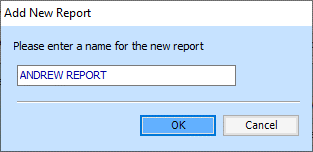 Add New Report
Please enter a name for the new report
ANDREW REPORT
OK
Cancel